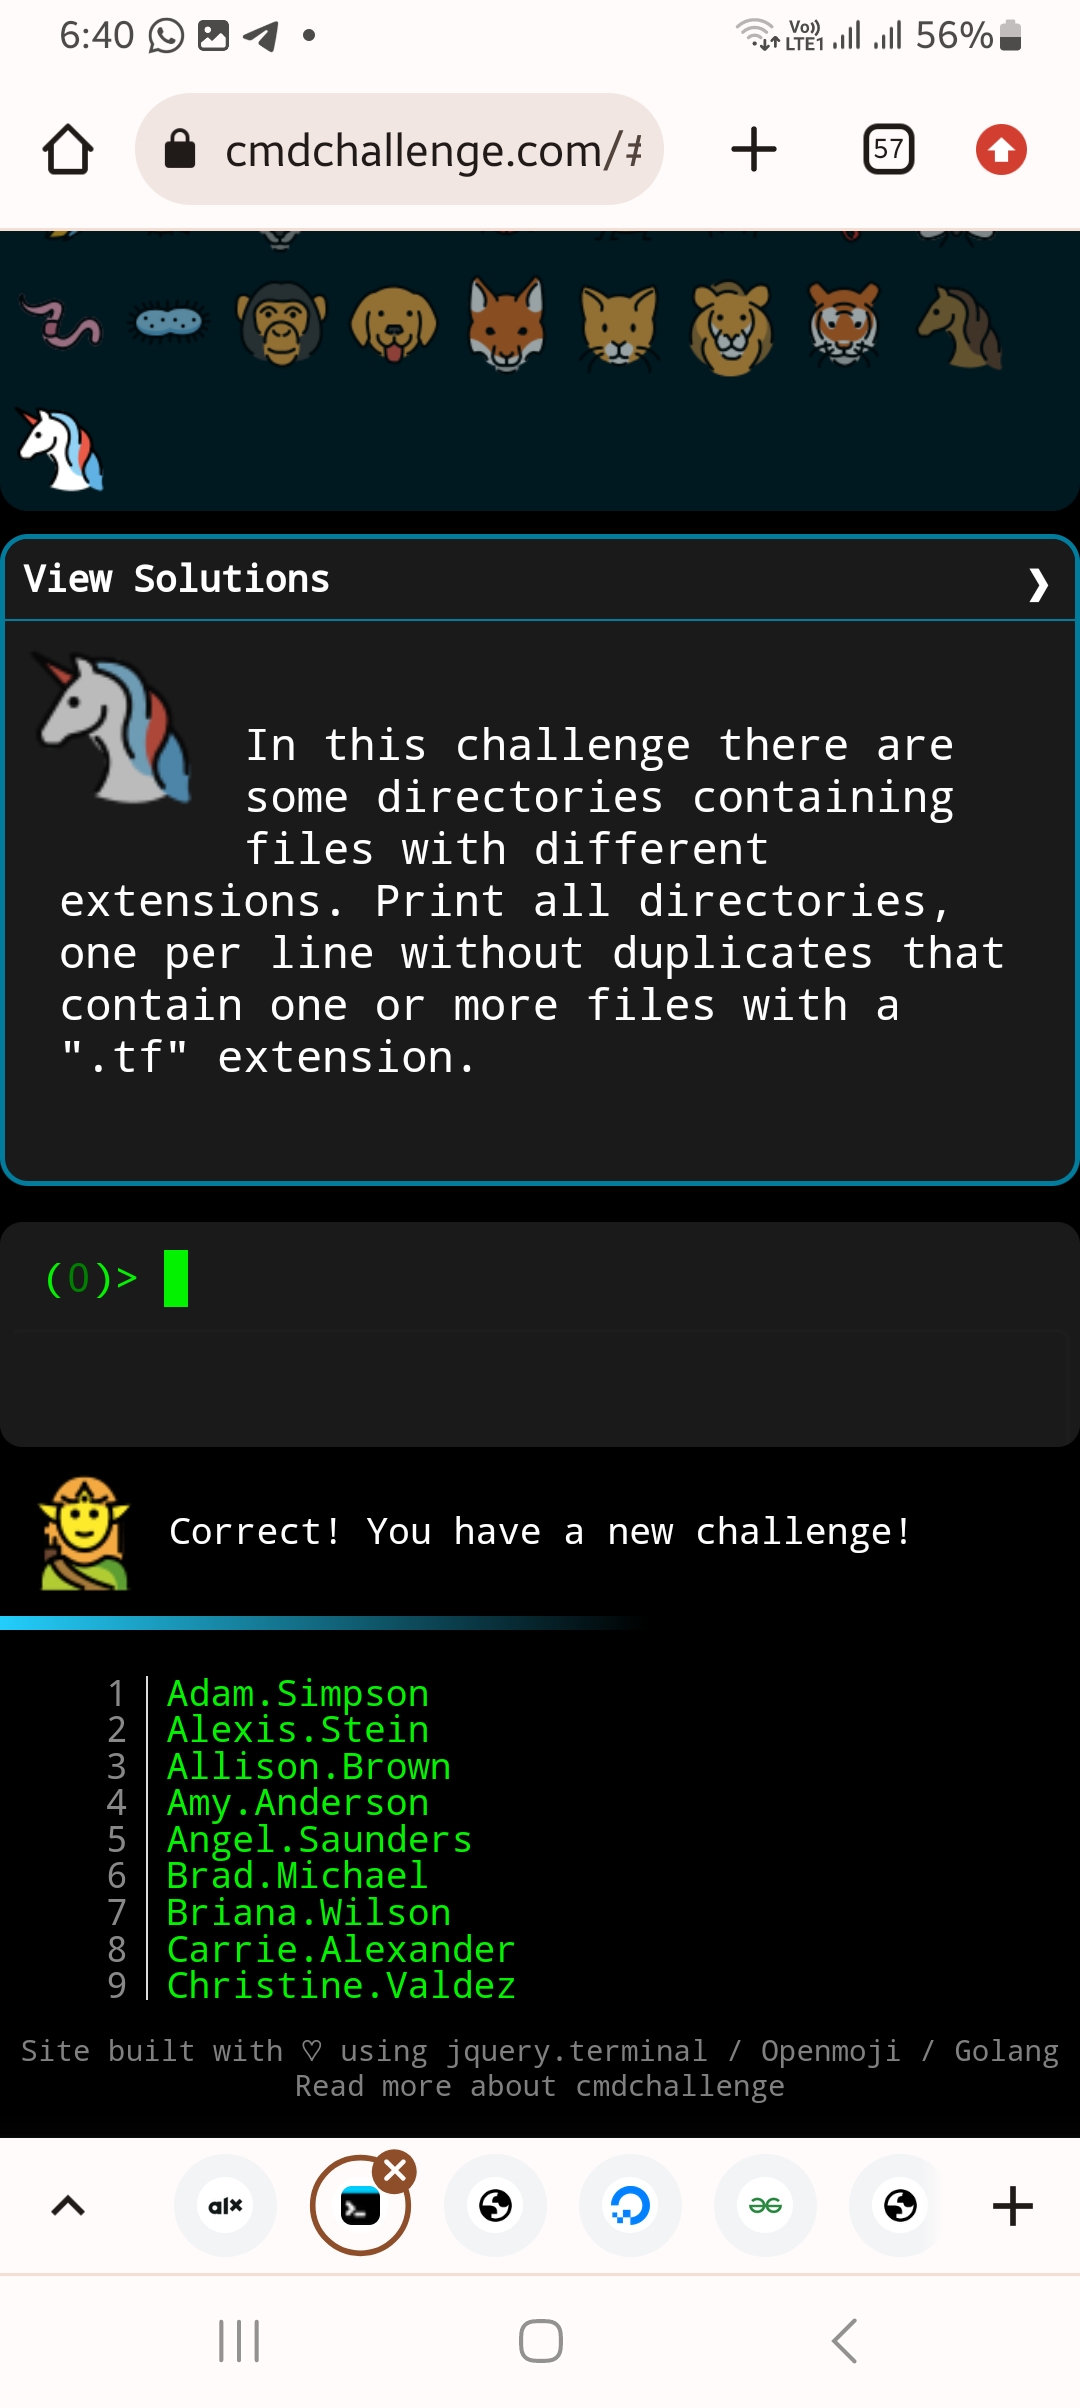 6:40
Vo)) LTE1
56%
cmdchallenge.com/#
57
View Solutions
In this challenge there are
some directories containing
files with different
extensions. Print all directories,
one per line without duplicates that
contain one or more files with a
".tf" extension.
(0)>
Correct! You have a new challenge!
1 Adam.Simpson
2 Alexis.Stein
3 Allison.Brown
4 Amy.Anderson
5 Angel.Saunders
6 Brad.Michael
7 Briana.Wilson
8 Carrie.Alexander
9 Christine.Valdez
Site built with ♡ using jquery.terminal / Openmoji / Golang
Read more about cmdchallenge
alx